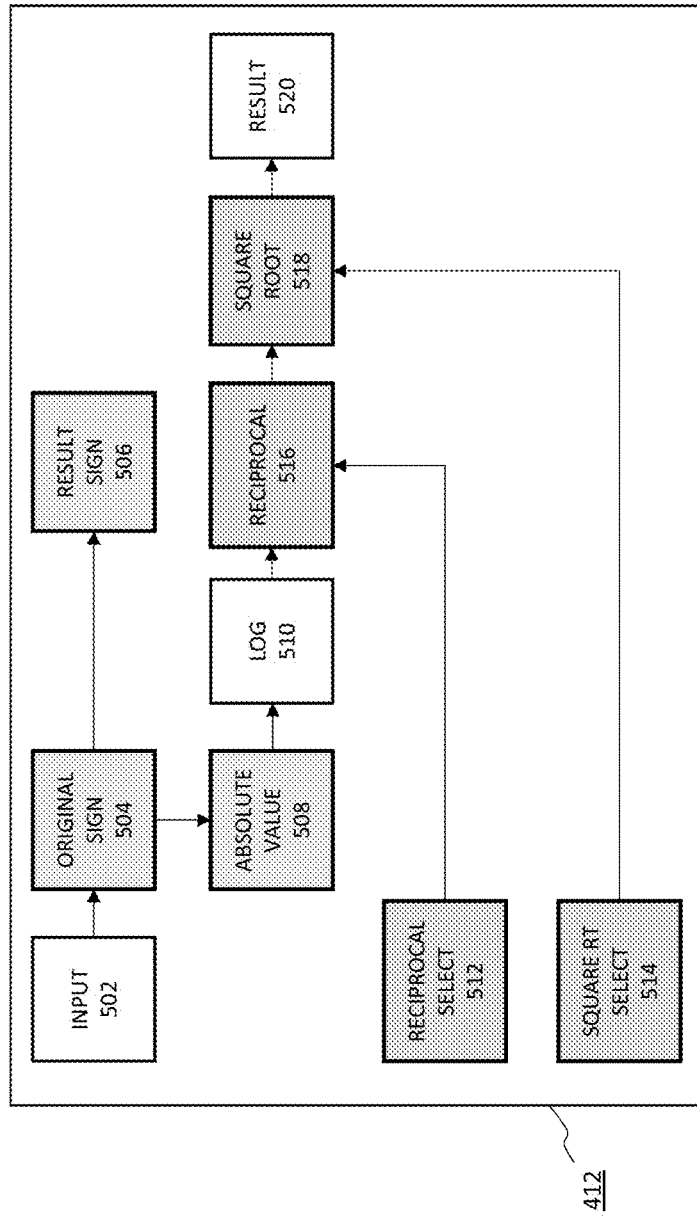 INPUT
502
ORIGINAL
SIGN
504
RESULT
SIGN
506
ABSOLUTE
VALUE
508
LOG
510
RECIPROCAL
516
SQUARE
ROOT
518
RESULT
520
RECIPROCAL
SELECT
512
SQUARE RT
SELECT
514
412